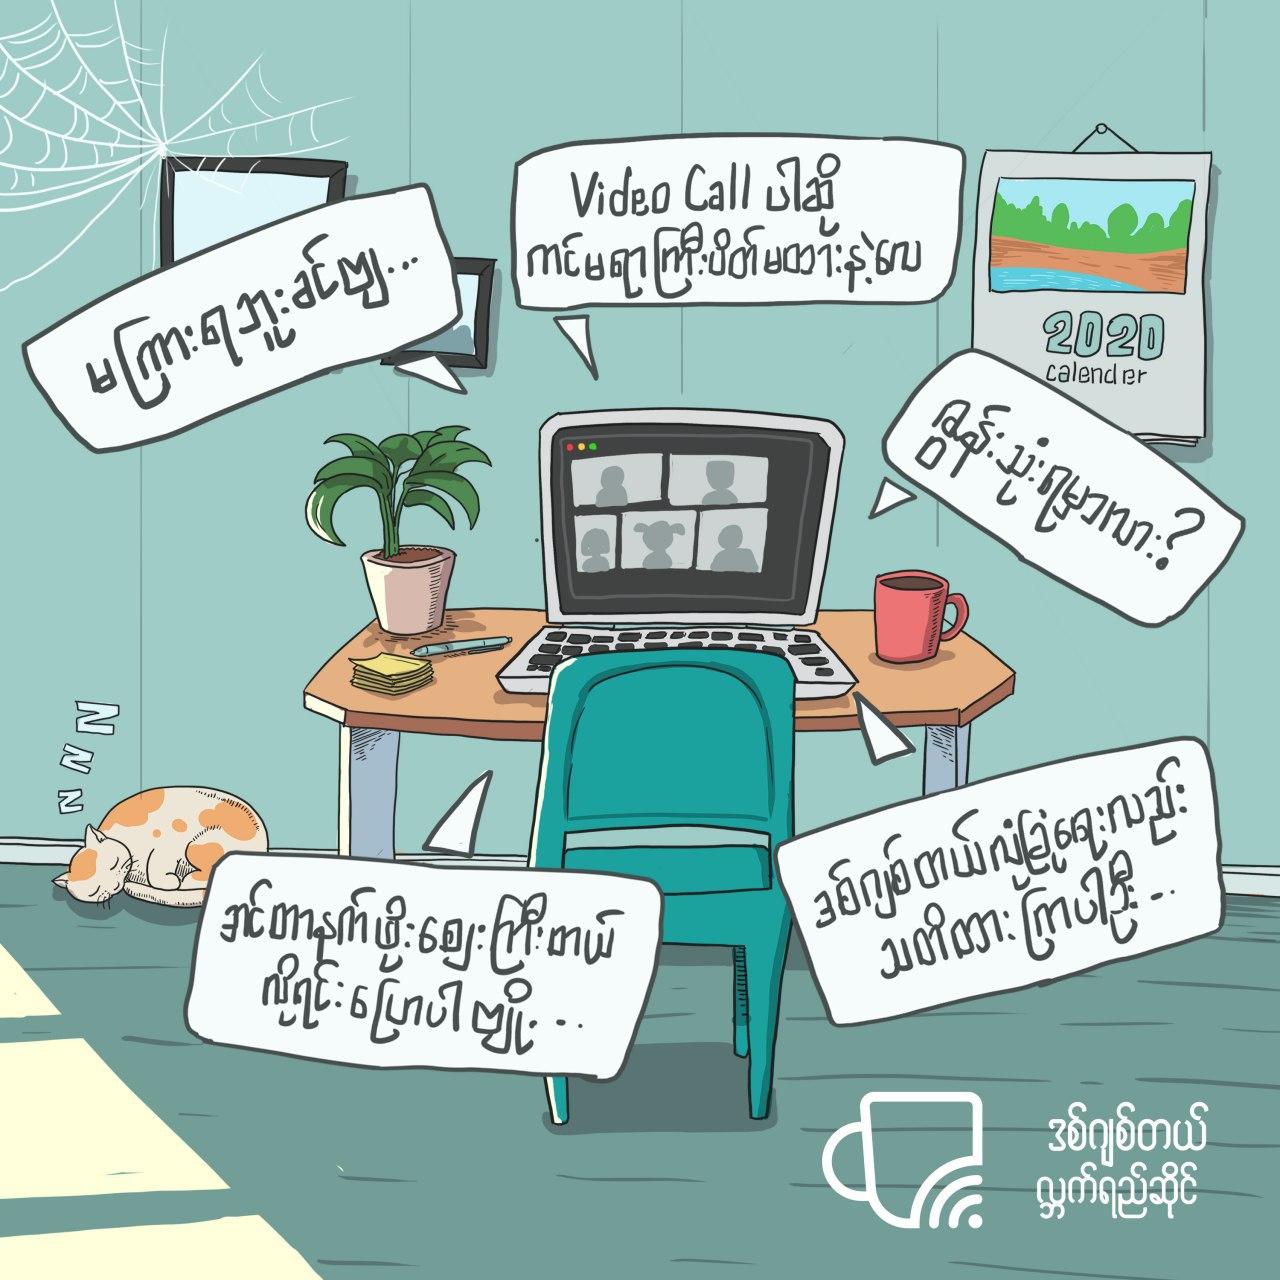 မကြားရဘူးခင်ဗျ...
Video Call ပါဆို
ကင်မရာကြီးပိတ်မထားနဲ့လေ
2020
calender
ဇွန်းသုံးရမှာလား?
အင်တာနက်ဖိုးဈေးကြီးတယ်
လို့ရင်းပြောပါဗျိုး...
ဒစ်ဂျစ်တယ်လုံခြုံရေးလည်း
သတိထားကြပါဦး...
N
N
N
ဒစ်ဂျစ်တယ်
လ္ဘက်ရည်ဆိုင်